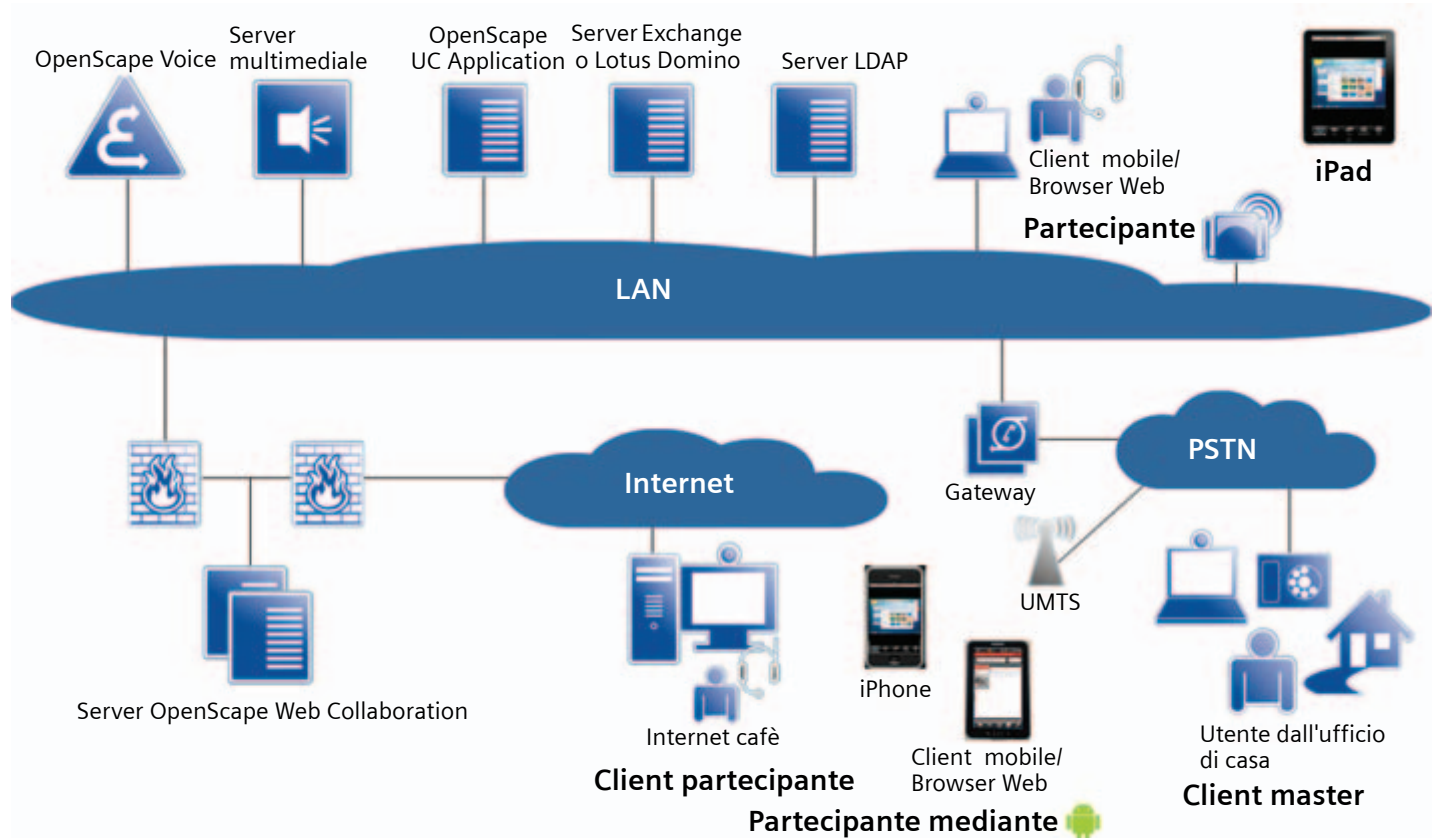 OpenScape Voice
Server
multimediale
OpenScape
UC Application
Server Exchange
o Lotus Domino
Server LDAP
Client mobile/
Browser Web
Partecipante
iPad
LAN
Internet
Gateway
PSTN
UMTS
Server OpenScape Web Collaboration
Internet cafè
Client partecipante
iPhone
Client mobile/
Browser Web
Partecipante mediante
Utente dall'ufficio
di casa
Client master